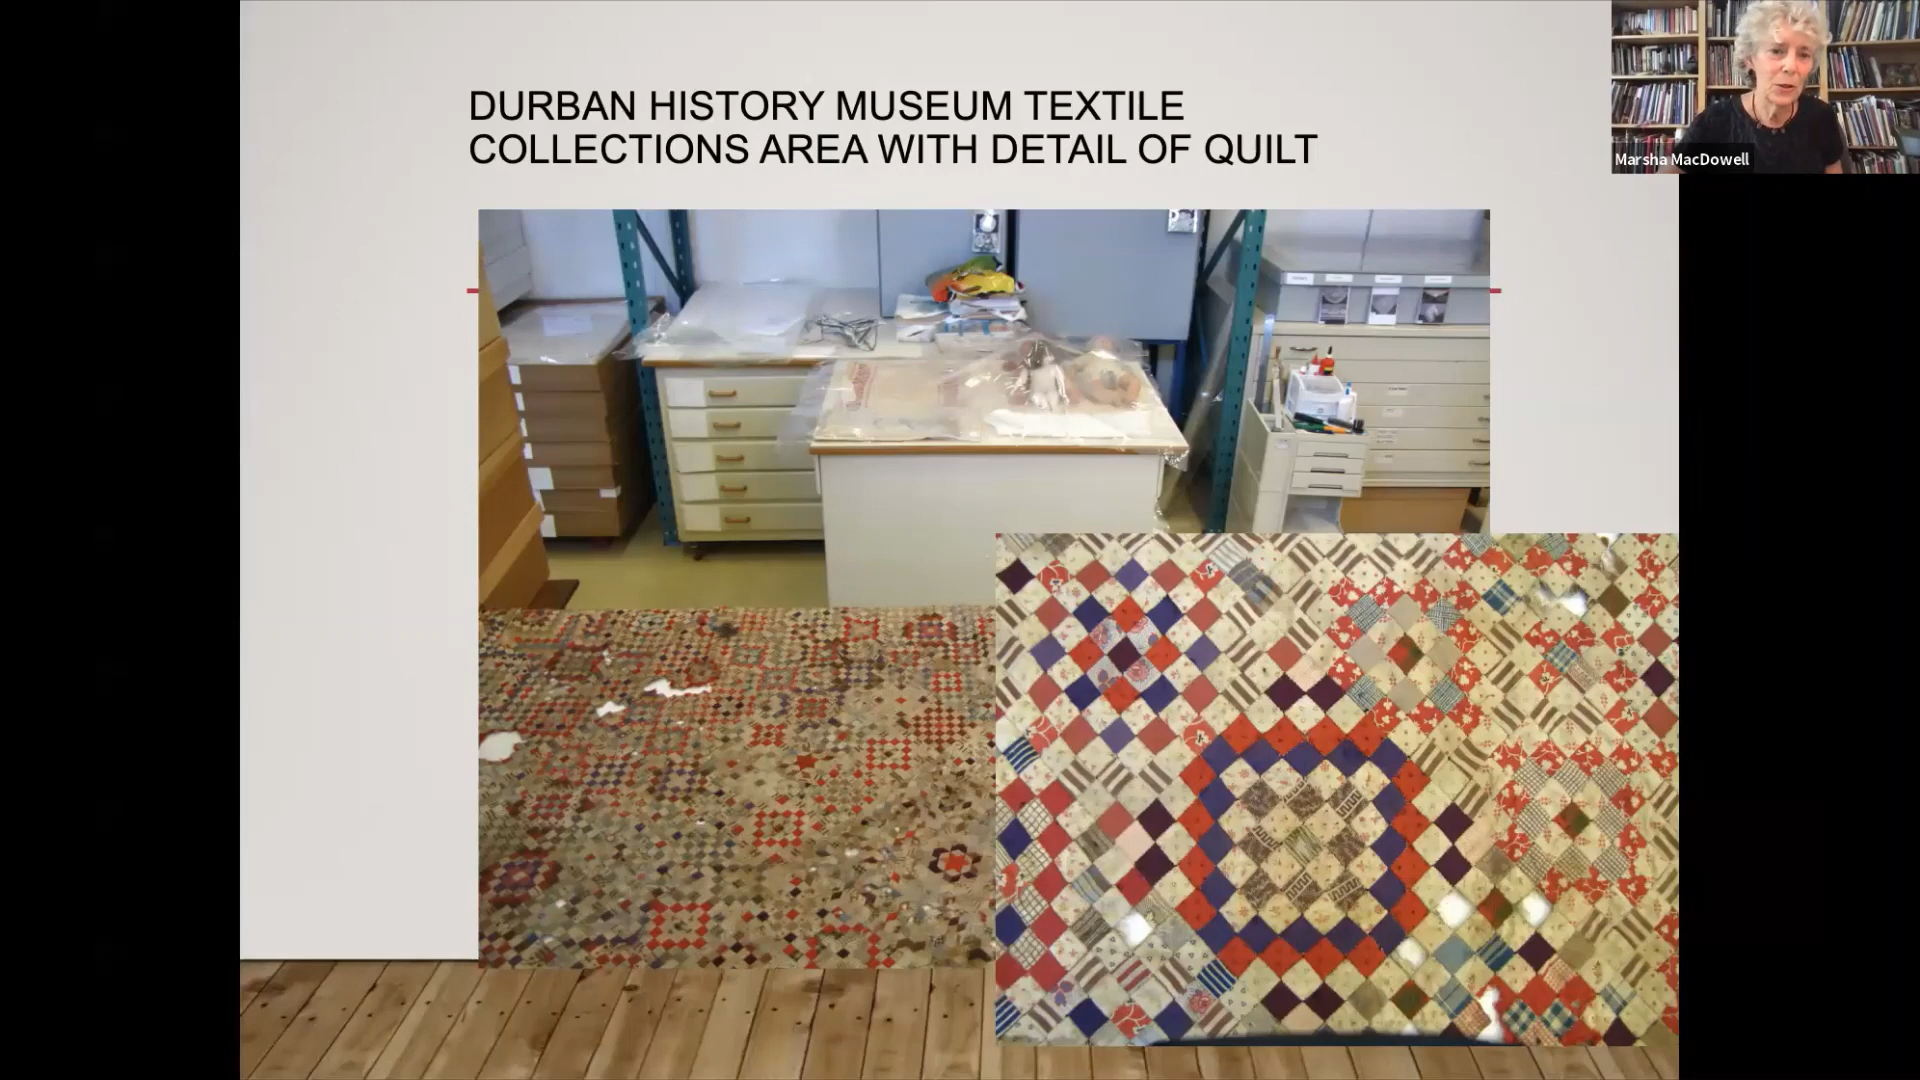 DURBAN HISTORY MUSEUM TEXTILE
COLLECTIONS AREA WITH DETAIL OF QUILT
Marsha MacDowell